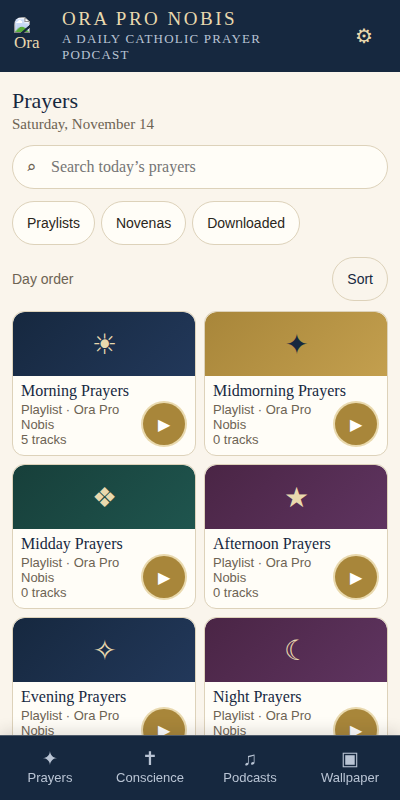 Ora
ORA PRO NOBIS
A DAILY CATHOLIC PRAYER
PODCAST
Prayers
Saturday, November 14
Search today’s prayers
Praylists
Novenas
Downloaded
Day order
Sort
Morning Prayers
Playlist · Ora Pro
Nobis
5 tracks
Midmorning Prayers
Playlist · Ora Pro
Nobis
0 tracks
Midday Prayers
Playlist · Ora Pro
Nobis
0 tracks
Afternoon Prayers
Playlist · Ora Pro
Nobis
0 tracks
Evening Prayers
Playlist · Ora Pro
Nobis
Night Prayers
Playlist · Ora Pro
Nobis
Prayers
Conscience
Podcasts
Wallpaper